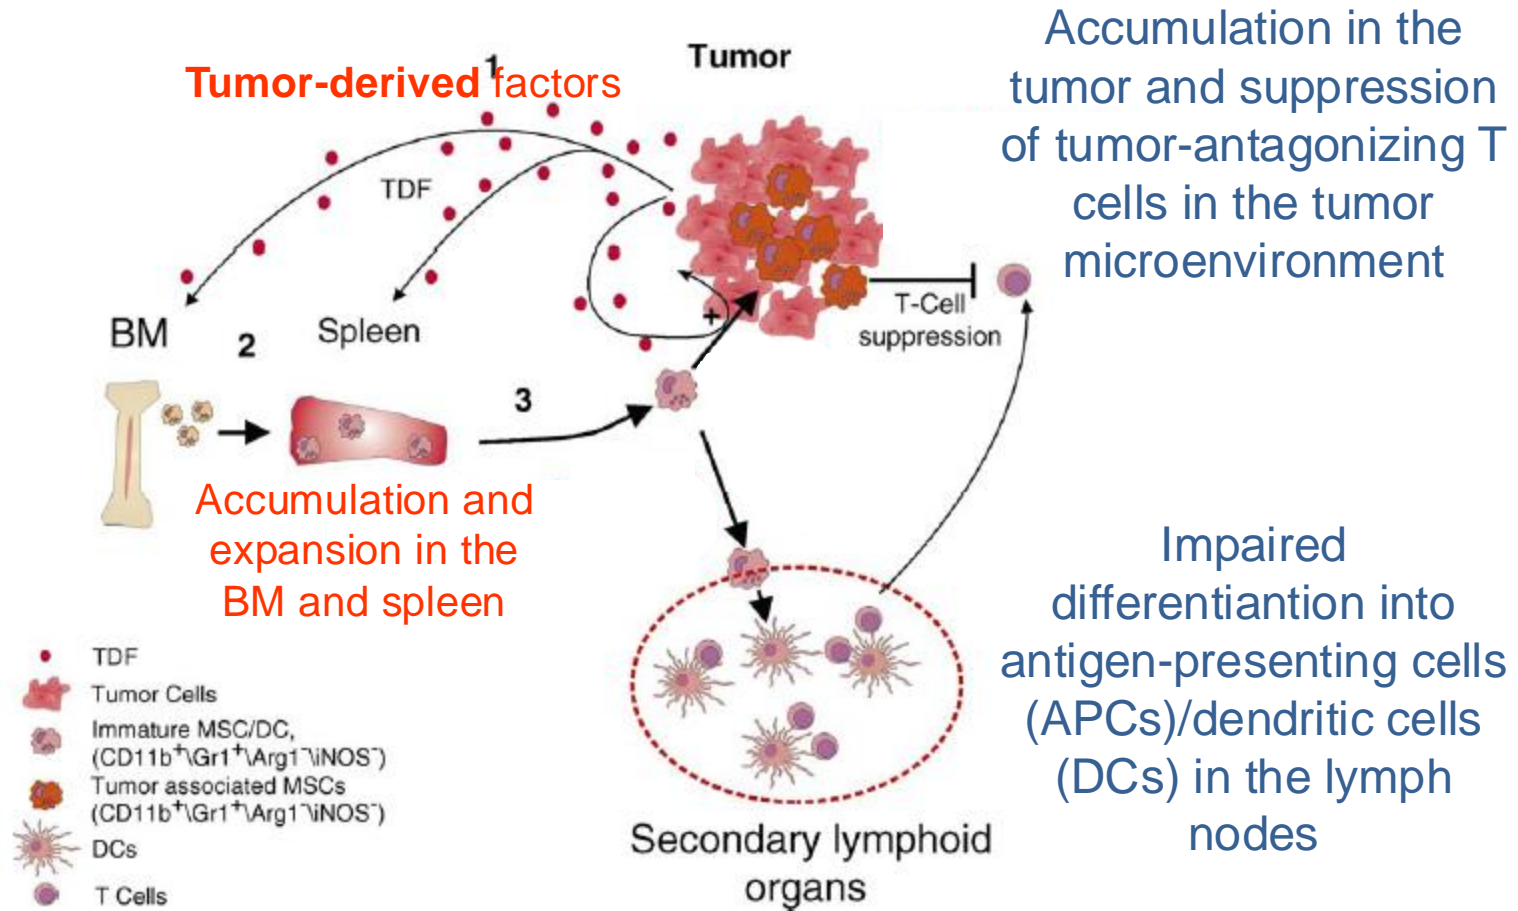 1
Tumor-derived factors
Tumor
TDF
BM
2
Spleen
3
+
T-Cell
suppression
Accumulation in the
tumor and suppression
of tumor-antagonizing T
cells in the tumor
microenvironment
Accumulation and
expansion in the
BM and spleen
Impaired
differentiantion into
antigen-presenting cells
(APCs)/dendritic cells
(DCs) in the lymph
nodes
Secondary lymphoid
organs
TDF
Tumor Cells
Immature MSC/DC,
(CD11b⁺\Gr1⁺\Arg1⁻\iNOS⁻)
Tumor associated MSCs
(CD11b⁺\Gr1⁺\Arg1⁻\iNOS⁻)
DCs
T Cells